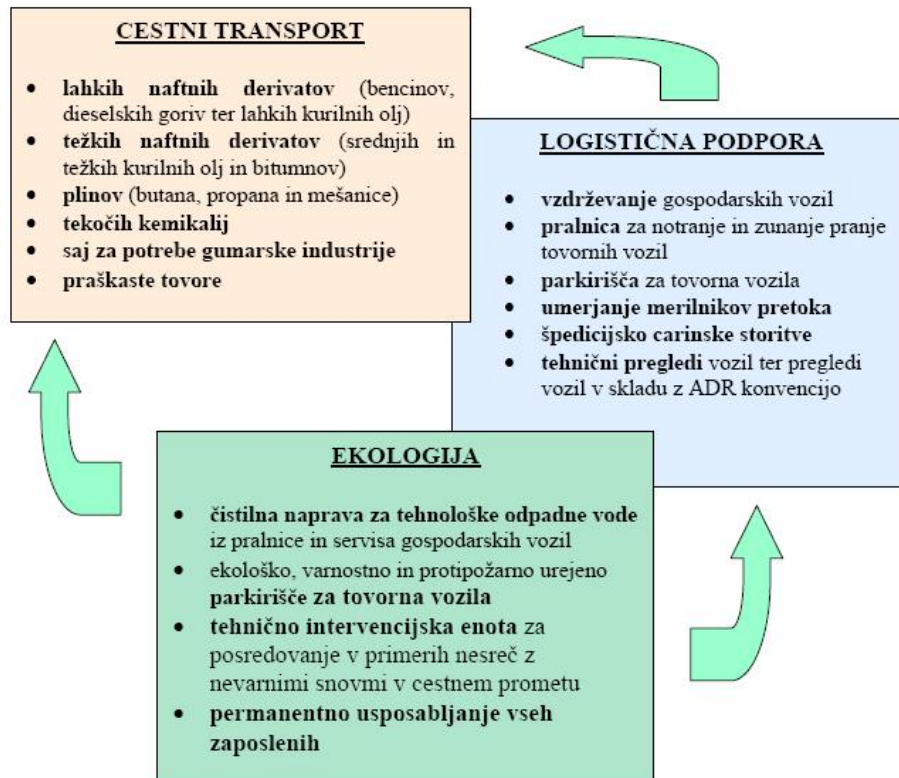 CESTNI TRANSPORT
• lahkih naftnih derivatov (bencinov,
dieselskih goriv ter lahkih kurilnih olj)
• težkih naftnih derivatov (srednjih in
težkih kurilnih olj in bitumnov)
• plinov (butana, propana in mešanice)
• tekočih kemikalij
• saj za potrebe gumarske industrije
• praškaste tovore
LOGISTIČNA PODPORA
• vzdrževanje gospodarskih vozil
• pralnica za notranje in zunanje pranje
tovornih vozil
• parkirišča za tovorna vozila
• umerjanje merilnikov pretoka
• špedicijsko carinske storitve
• tehnični pregledi vozil ter pregledi
vozil v skladu z ADR konvencijo
EKOLOGIJA
• čistilna naprava za tehnološke odpadne vode
iz pralnice in servisa gospodarskih vozil
• ekološko, varnostno in protipožarno urejeno
parkirišče za tovorna vozila
• tehnično intervencijska enota za
posredovanje v primerih nesreč z
nevarnimi snovmi v cestnem prometu
• permanentno usposabljanje vseh
zaposlenih